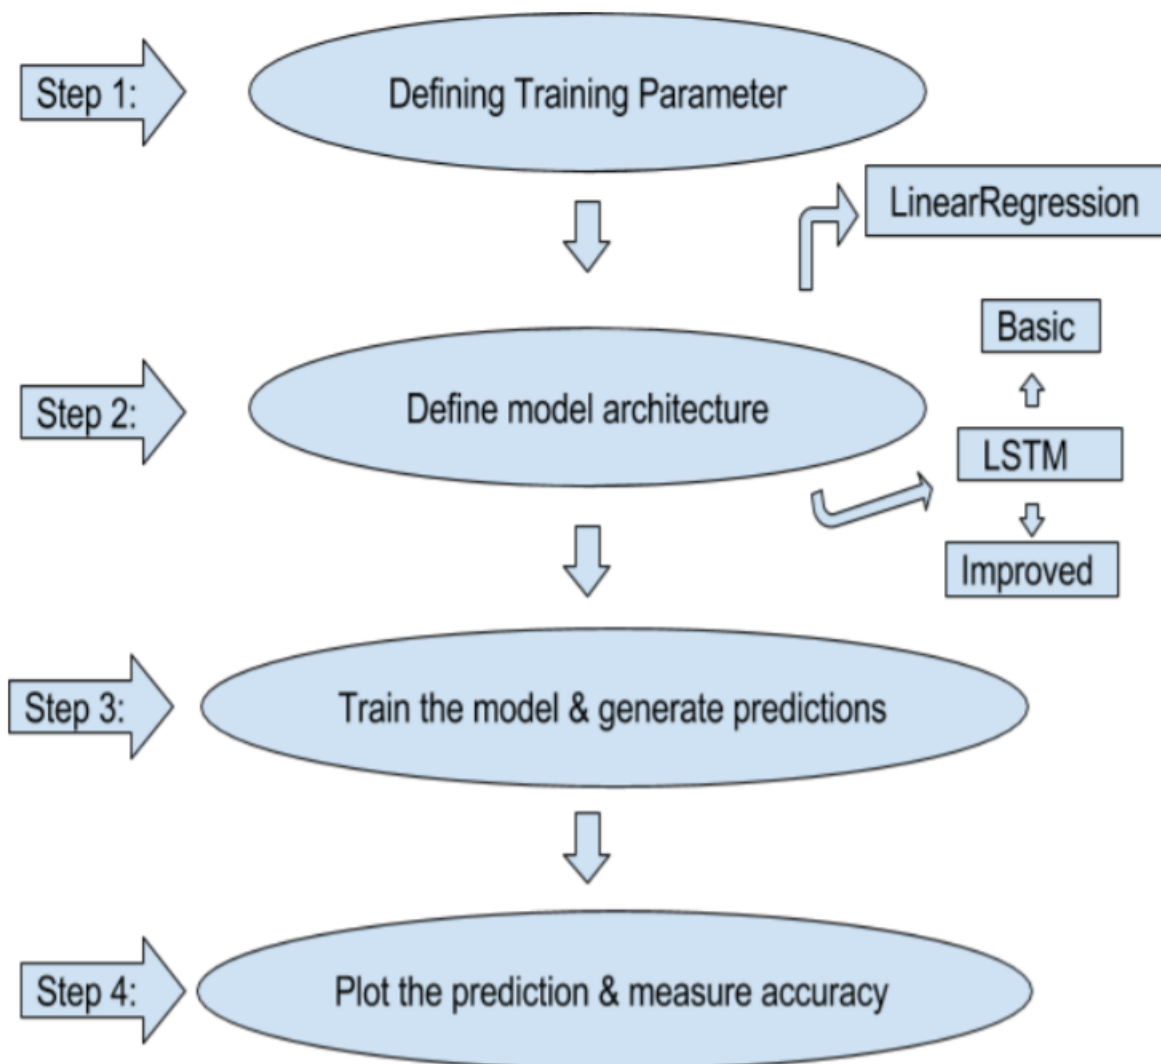 Step 1:
Defining Training Parameter
LinearRegression
Basic
Step 2:
Define model architecture
LSTM
Improved
Step 3:
Train the model & generate predictions
Step 4:
Plot the prediction & measure accuracy